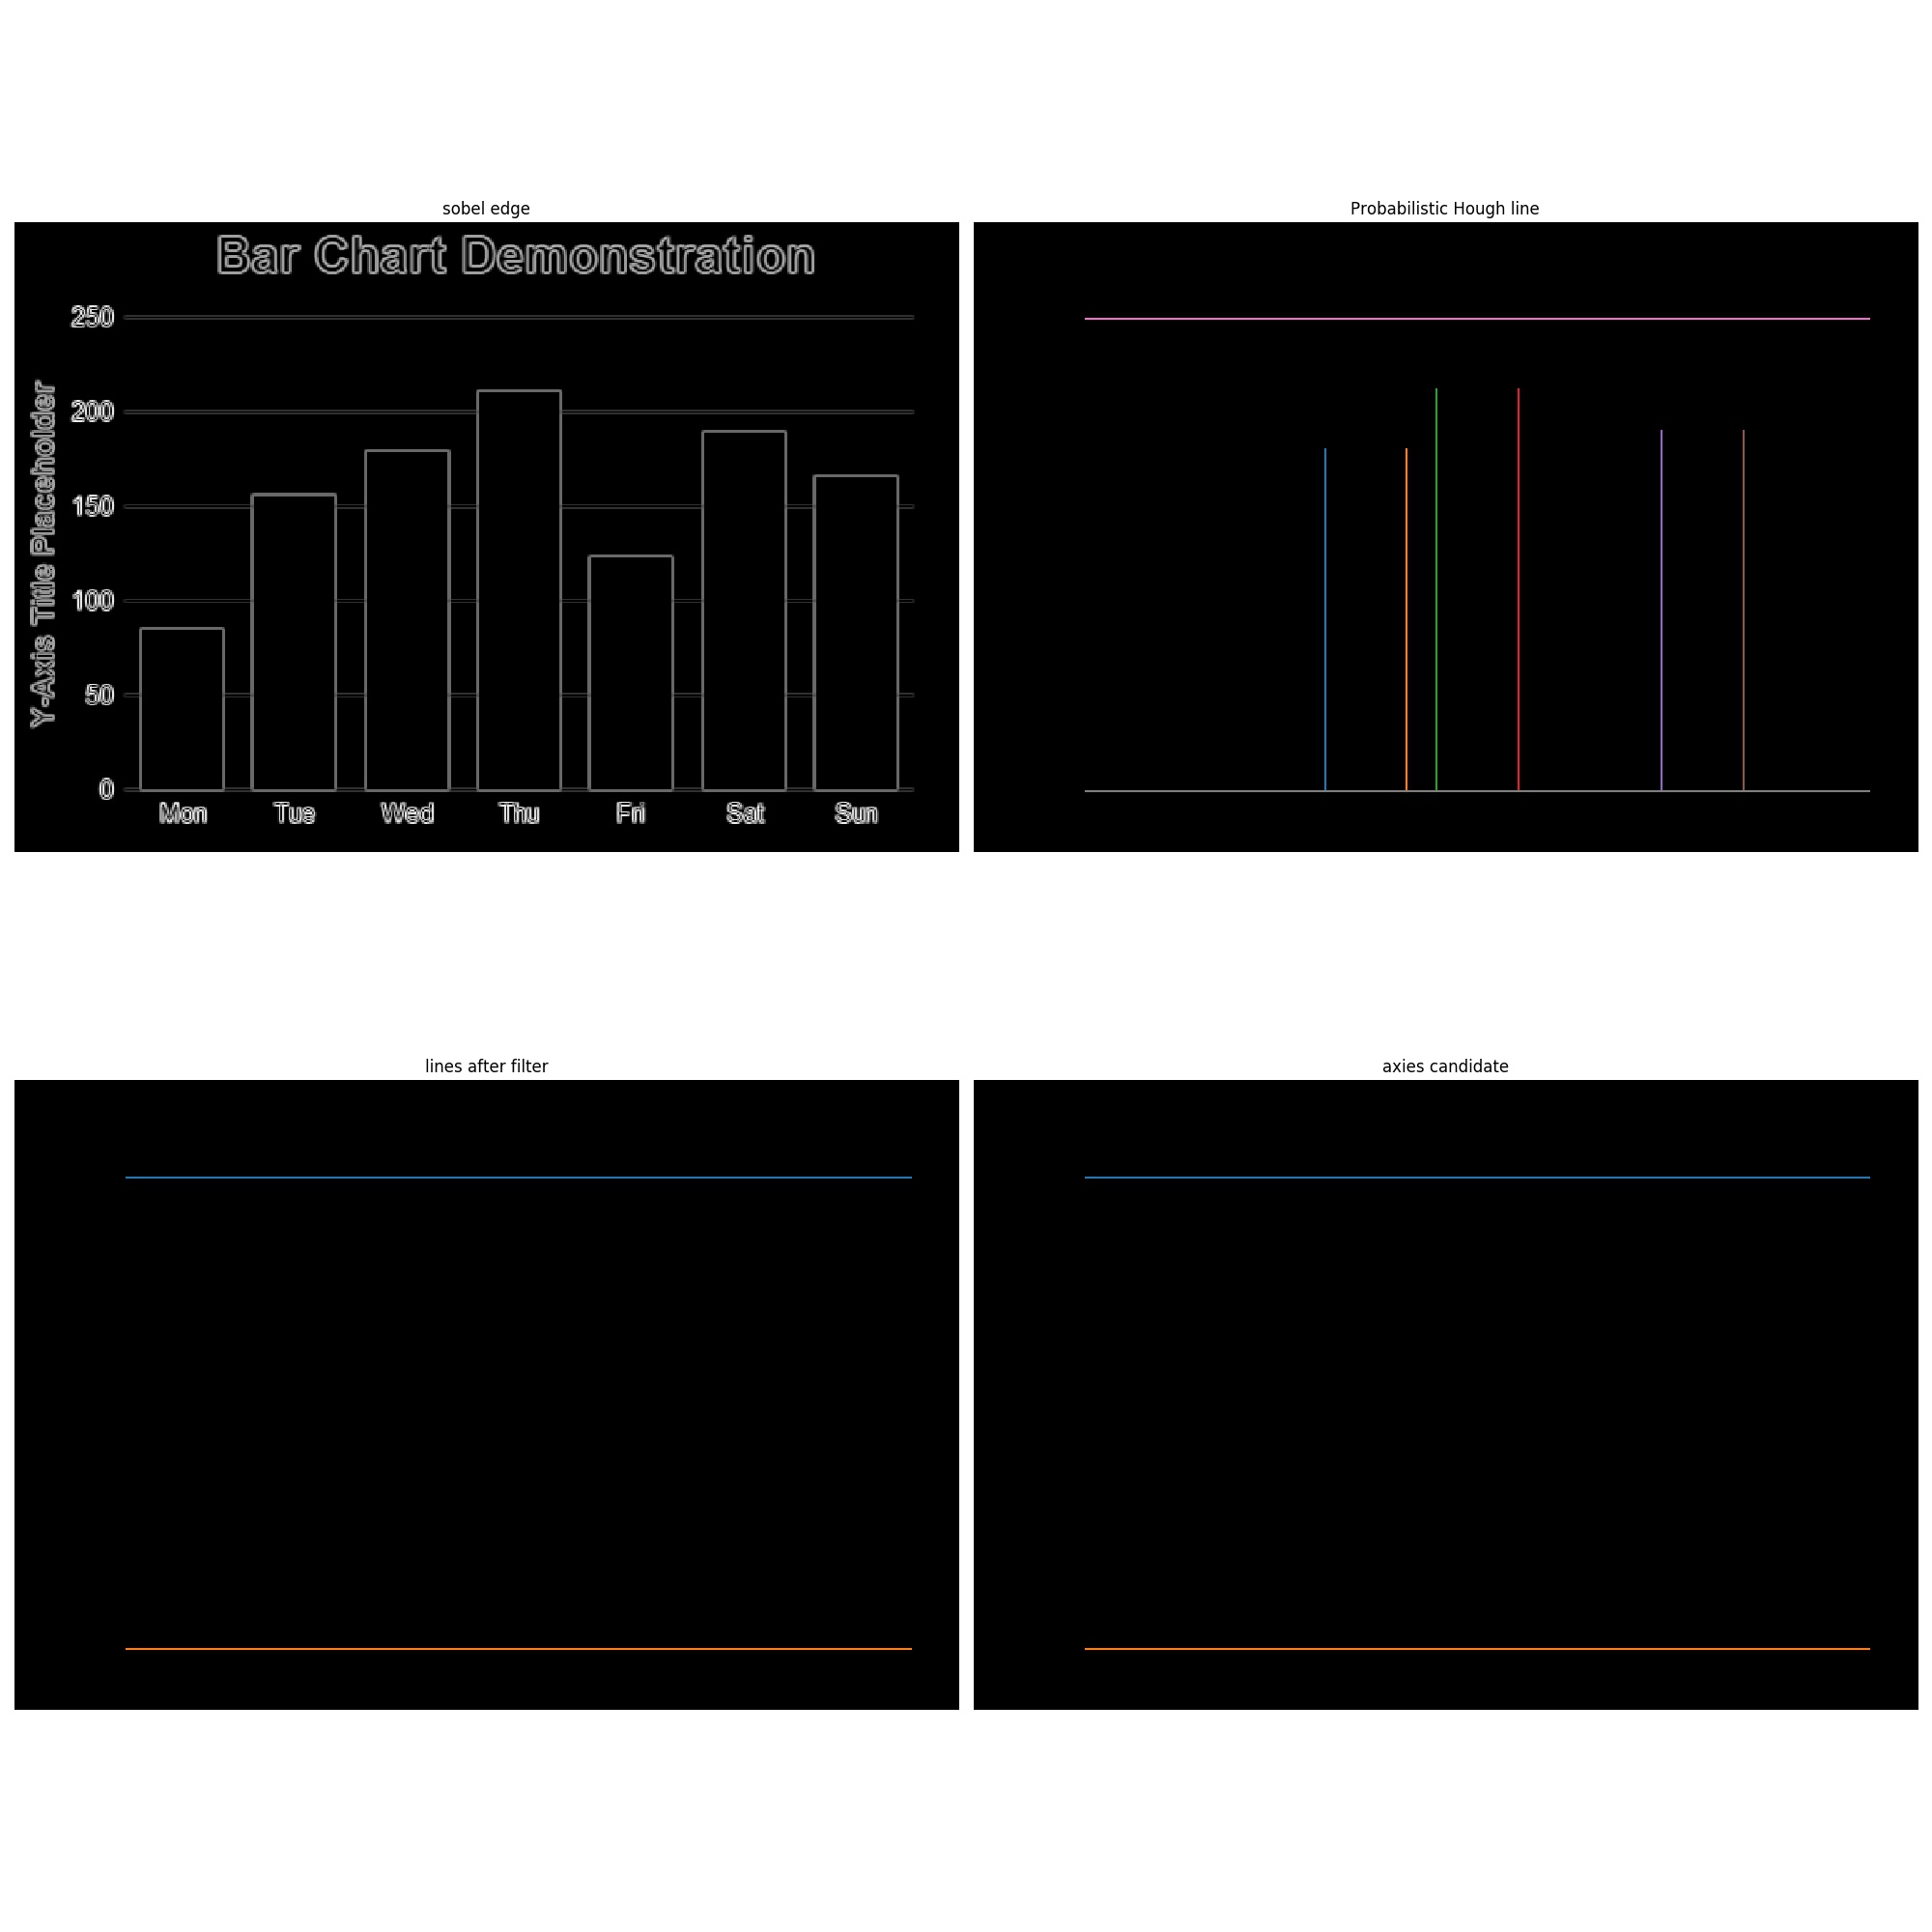 sobel edge
Bar Chart Demonstration
Y-Axis Title Placeholder
250
200
150
100
50
0
Mon Tue Wed Thu Fri Sat Sun
Probabilistic Hough line
lines after filter
axies candidate